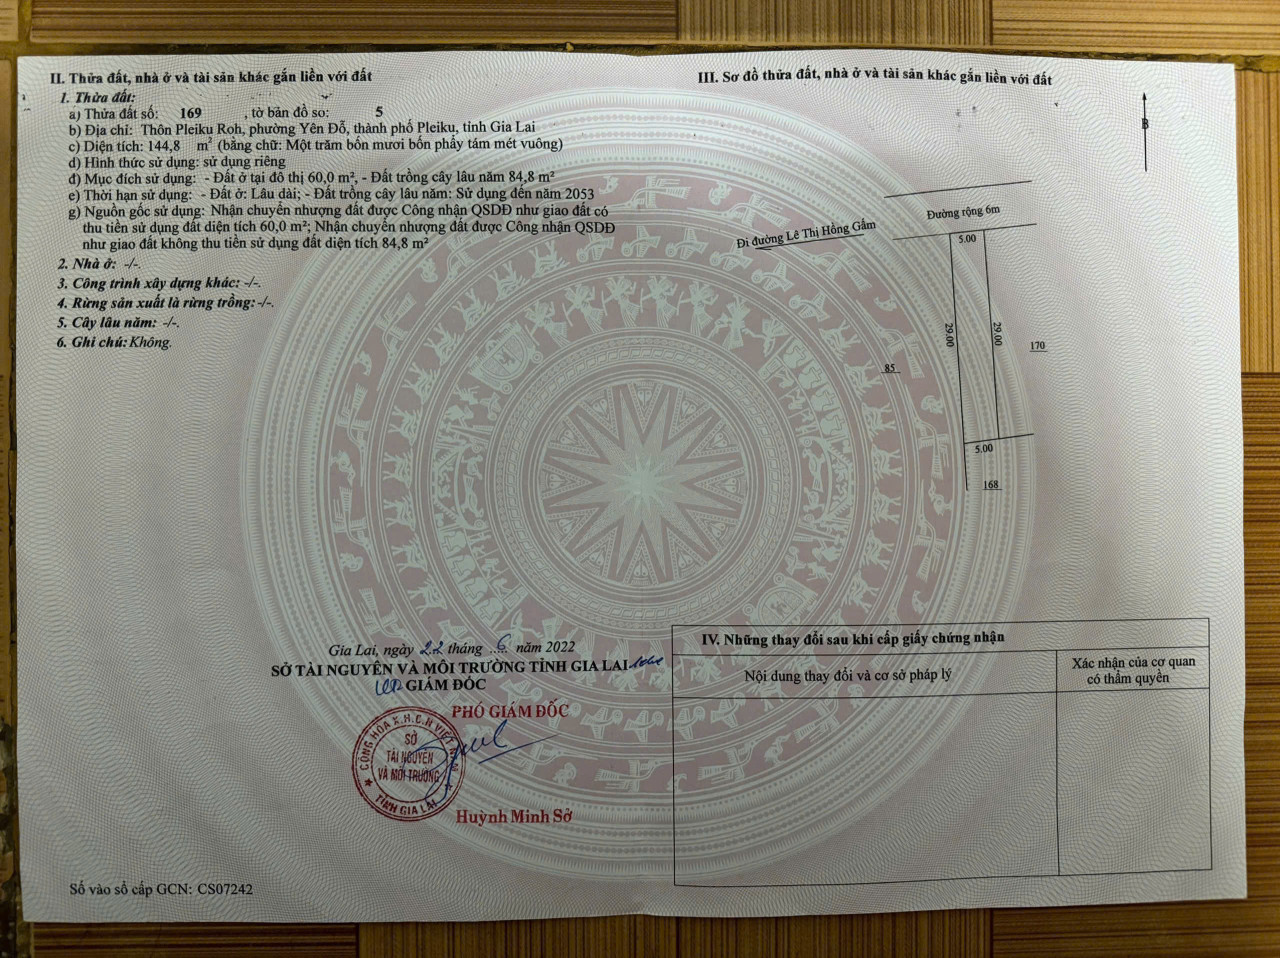 II. Thửa đất, nhà ở và tài sản khác gắn liền với đất
1. Thửa đất:
a) Thửa đất số: 169 , tờ bản đồ số: 5
b) Địa chỉ: Thôn Pleiku Roh, phường Yên Đỗ, thành phố Pleiku, tỉnh Gia Lai
c) Diện tích: 144,8 m² (bằng chữ: Một trăm bốn mươi bốn phẩy tám mét vuông)
d) Hình thức sử dụng: sử dụng riêng
đ) Mục đích sử dụng: - Đất ở tại đô thị 60,0 m², - Đất trồng cây lâu năm 84,8 m²
e) Thời hạn sử dụng: - Đất ở: Lâu dài; - Đất trồng cây lâu năm: Sử dụng đến năm 2053
g) Nguồn gốc sử dụng: Nhận chuyển nhượng đất được Công nhận QSDĐ như giao đất có
thu tiền sử dụng đất diện tích 60,0 m²; Nhận chuyển nhượng đất được Công nhận QSDĐ
như giao đất không thu tiền sử dụng đất diện tích 84,8 m²
2. Nhà ở: -/-.
3. Công trình xây dựng khác: -/-.
4. Rừng sản xuất là rừng trồng: -/-.
5. Cây lâu năm: -/-.
6. Ghi chú: Không.
Gia Lai, ngày 22 tháng 6 năm 2022
SỞ TÀI NGUYÊN VÀ MÔI TRƯỜNG TỈNH GIA LAI
GIÁM ĐỐC
PHÓ GIÁM ĐỐC
CỘNG HÒA X.H.C.N VIỆT NAM
SỞ
TÀI NGUYÊN
VÀ MÔI TRƯỜNG
TỈNH GIA LAI
Huỳnh Minh Sở
Số vào sổ cấp GCN: CS07242
III. Sơ đồ thửa đất, nhà ở và tài sản khác gắn liền với đất
B
Đường rộng 6m
Đi đường Lê Thị Hồng Gấm
5.00
29.00
29.00
170
85
5.00
168
IV. Những thay đổi sau khi cấp giấy chứng nhận
Nội dung thay đổi và cơ sở pháp lý
Xác nhận của cơ quan
có thẩm quyền